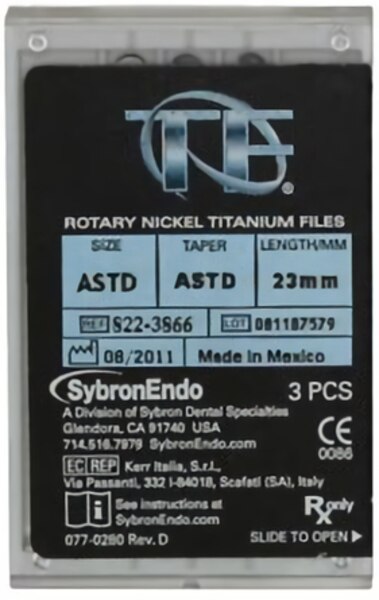 TF®
ROTARY NICKEL TITANIUM FILES
SIZE TAPER LENGTH/MM
ASTD ASTD 23mm
REF 822-3866 LOT 081187579
08/2011 Made in Mexico
SybronEndo 3 PCS
A Division of Sybron Dental Specialties
Glendora, CA 91740 USA
714.516.7979 SybronEndo.com
CE
0086
EC REP Kerr Italia, S.r.l.,
Via Passanti, 332 I-84018, Scafati (SA), Italy
i See instructions at
SybronEndo.com
Rx only
077-0280 Rev. D SLIDE TO OPEN